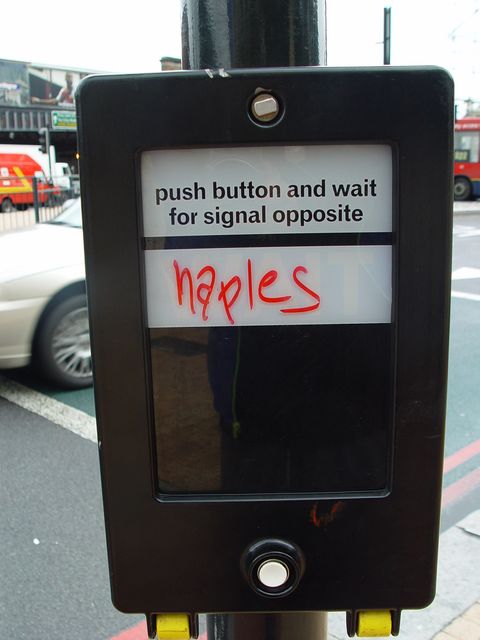 push button and wait
for signal opposite
naples